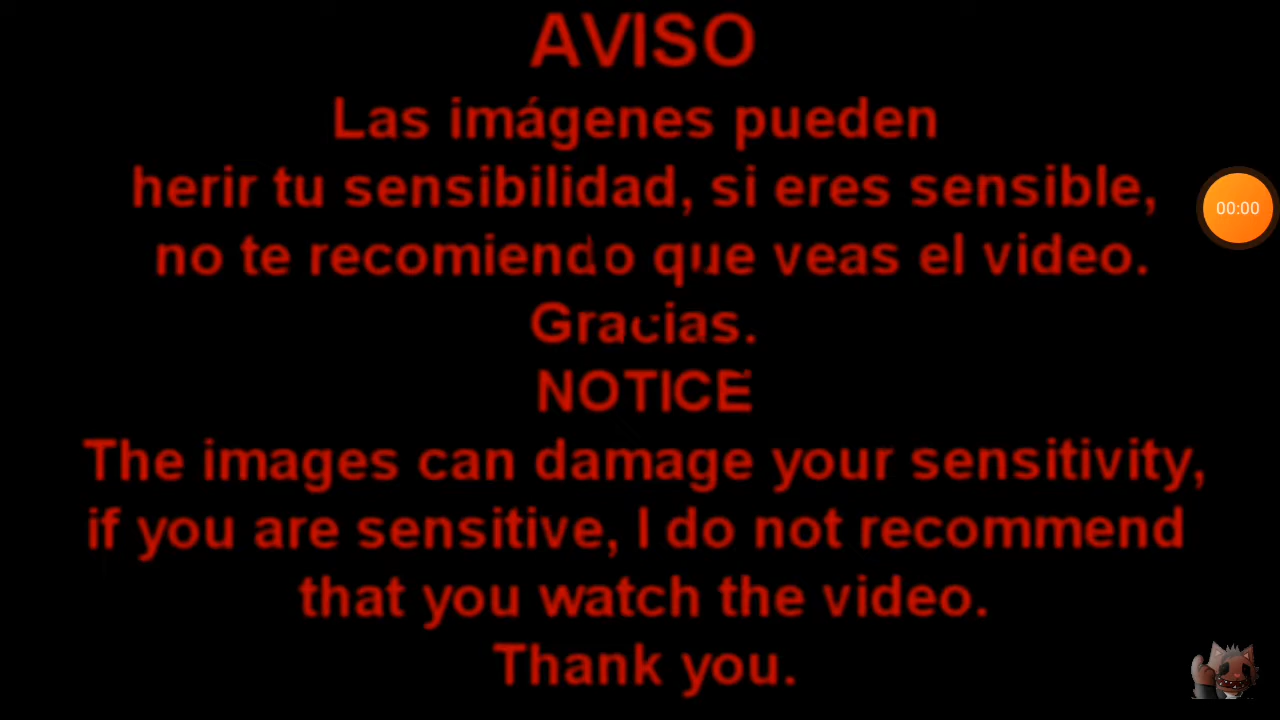 AVISO
Las imágenes pueden
herir tu sensibilidad, si eres sensible,
no te recomiendo que veas el video.
Gracias.
NOTICE
The images can damage your sensitivity,
if you are sensitive, I do not recommend
that you watch the video.
Thank you.
00:00